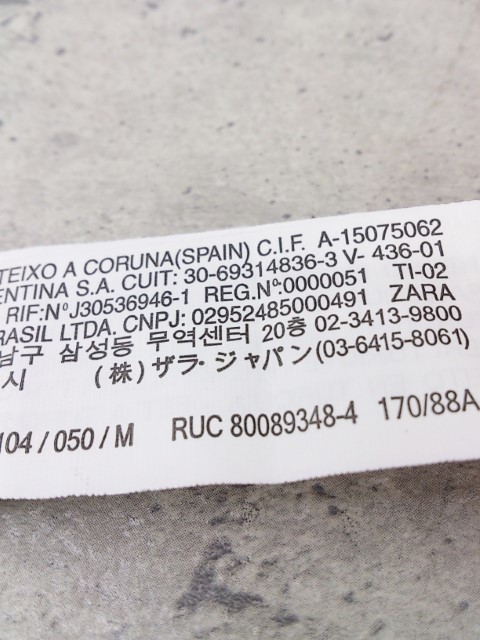 TEIXO A CORUNA(SPAIN) C.I.F. A-15075062
ENTINA S.A. CUIT: 30-69314836-3 V- 436-01
RIF:NºJ30536946-1 REG.Nº:0000051 TI-02
RASIL LTDA. CNPJ: 02952485000491 ZARA
남구 삼성동 무역센터 20층 02-3413-9800
시 (株)ザラ・ジャパン(03-6415-8061)
104 / 050 / M RUC 80089348-4 170/88A